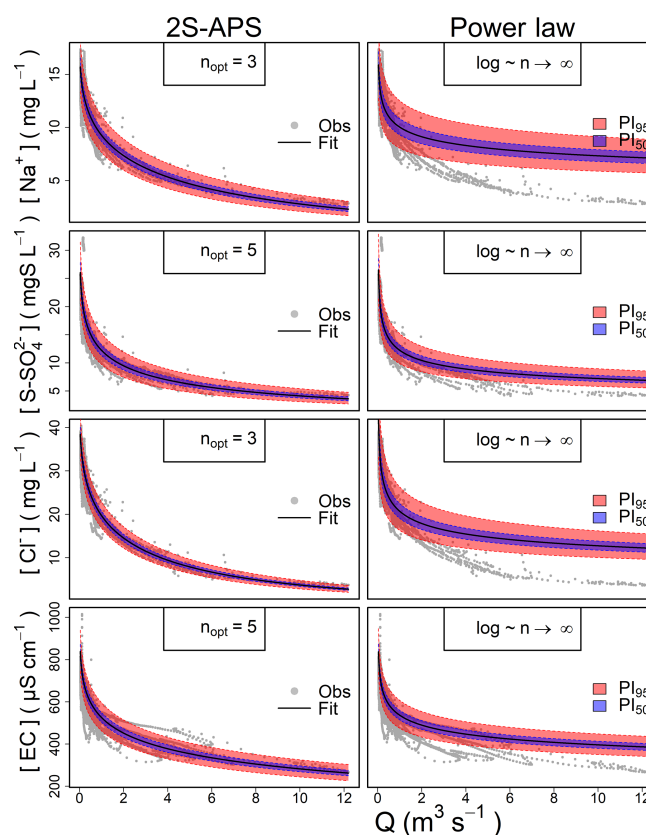 2S-APS Power law
[ Na⁺ ] ( mg L⁻¹ )
15
10
5
n_opt = 3
Obs
Fit
log ~ n → ∞
PI₉₅
PI₅₀
[ S-SO₄²⁻ ] ( mgS L⁻¹ )
30
20
10
5
n_opt = 5
Obs
Fit
log ~ n → ∞
PI₉₅
PI₅₀
[ Cl⁻ ] ( mg L⁻¹ )
40
30
20
10
n_opt = 3
Obs
Fit
log ~ n → ∞
PI₉₅
PI₅₀
[ EC ] ( µS cm⁻¹ )
1000
800
600
400
200
n_opt = 5
Obs
Fit
log ~ n → ∞
PI₉₅
PI₅₀
0 2 4 6 8 10 12 0 2 4 6 8 10 12
Q ( m³ s⁻¹ )